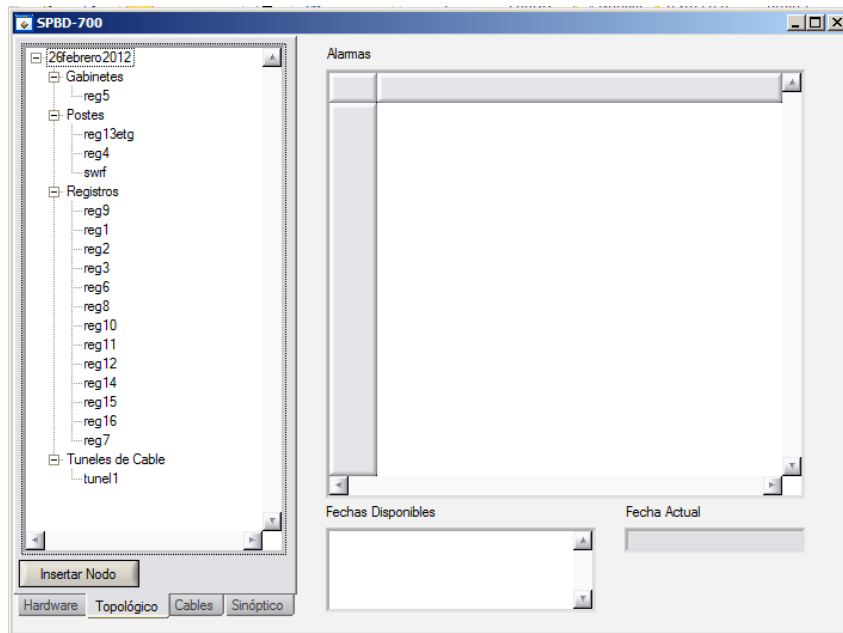 SPBD-700
26febrero2012
Gabinetes
reg5
Postes
reg13etg
reg4
swrf
Registros
reg9
reg1
reg2
reg3
reg6
reg8
reg10
reg11
reg12
reg14
reg15
reg16
reg7
Tuneles de Cable
tunel1
Insertar Nodo
Hardware Topológico Cables Sinóptico
Alarmas
Fechas Disponibles
Fecha Actual